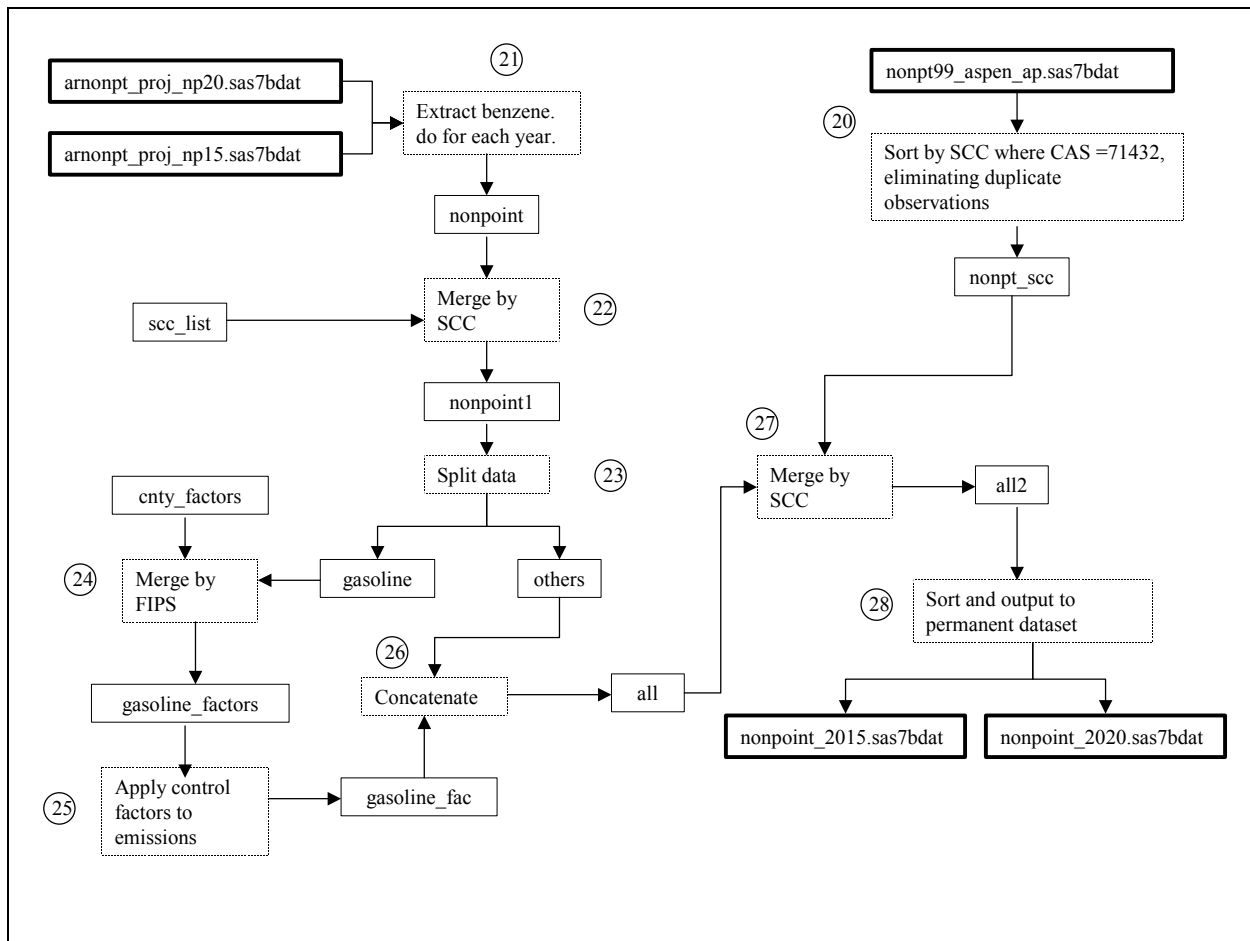 21
arnonpt_proj_np20.sas7bdat
arnonpt_proj_np15.sas7bdat
Extract benzene.
do for each year.
nonpoint
scc_list
Merge by
SCC
22
nonpoint1
Split data
23
cnty_factors
gasoline
others
24
Merge by
FIPS
gasoline_factors
25
Apply control
factors to
emissions
gasoline_fac
26
Concatenate
all
nonpt99_aspen_ap.sas7bdat
20
Sort by SCC where CAS =71432,
eliminating duplicate
observations
nonpt_scc
27
Merge by
SCC
all2
28
Sort and output to
permanent dataset
nonpoint_2015.sas7bdat
nonpoint_2020.sas7bdat